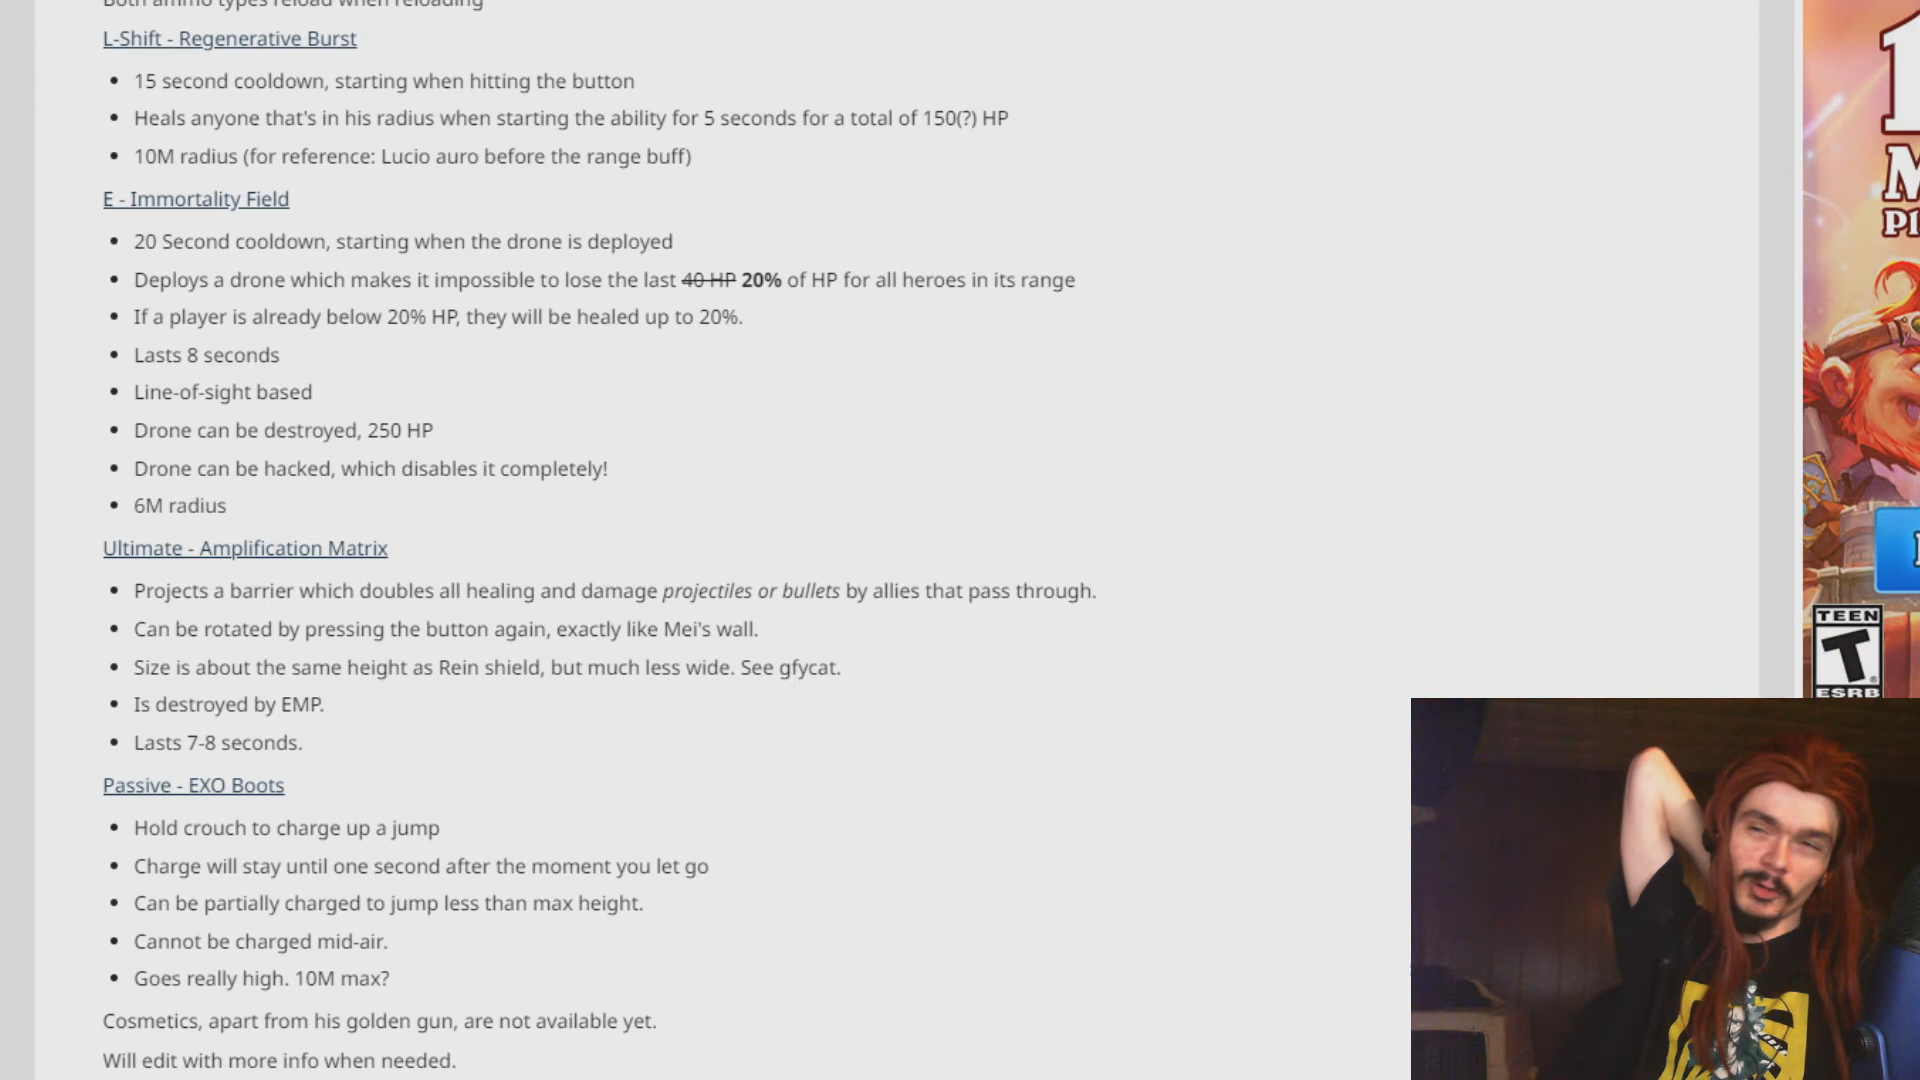 Both ammo types reload when reloading
L-Shift - Regenerative Burst
15 second cooldown, starting when hitting the button
Heals anyone that's in his radius when starting the ability for 5 seconds for a total of 150(?) HP
10M radius (for reference: Lucio auro before the range buff)
E - Immortality Field
20 Second cooldown, starting when the drone is deployed
Deploys a drone which makes it impossible to lose the last 40 HP 20% of HP for all heroes in its range
If a player is already below 20% HP, they will be healed up to 20%.
Lasts 8 seconds
Line-of-sight based
Drone can be destroyed, 250 HP
Drone can be hacked, which disables it completely!
6M radius
Ultimate - Amplification Matrix
Projects a barrier which doubles all healing and damage projectiles or bullets by allies that pass through.
Can be rotated by pressing the button again, exactly like Mei's wall.
Size is about the same height as Rein shield, but much less wide. See gfycat.
Is destroyed by EMP.
Lasts 7-8 seconds.
Passive - EXO Boots
Hold crouch to charge up a jump
Charge will stay until one second after the moment you let go
Can be partially charged to jump less than max height.
Cannot be charged mid-air.
Goes really high. 10M max?
Cosmetics, apart from his golden gun, are not available yet.
Will edit with more info when needed.
TEEN
T
ESRB